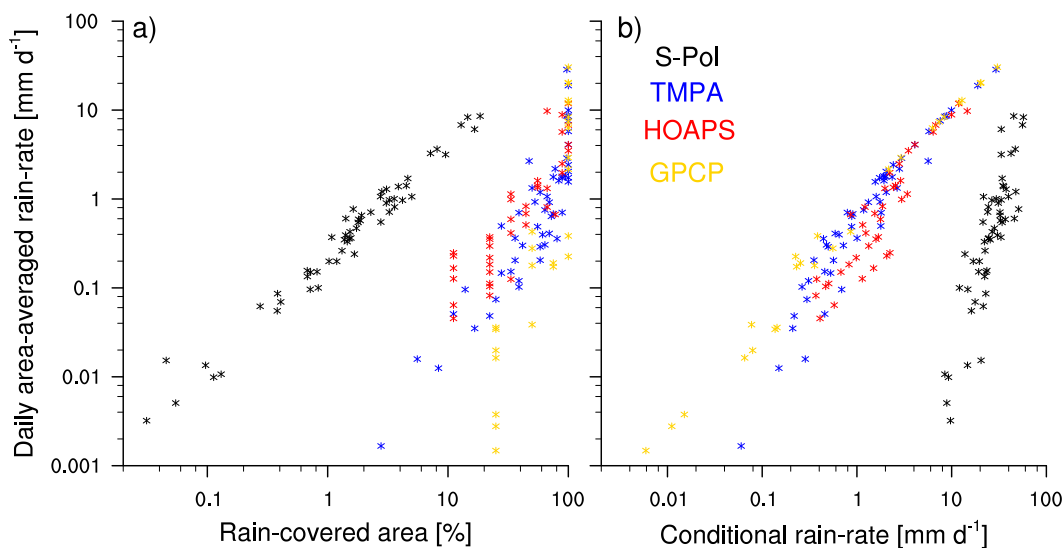 a)
b)
S-Pol
TMPA
HOAPS
GPCP
Daily area-averaged rain-rate [mm d⁻¹]
100
10
1
0.1
0.01
0.001
0.1 1 10 100
0.01 0.1 1 10 100
Rain-covered area [%]
Conditional rain-rate [mm d⁻¹]